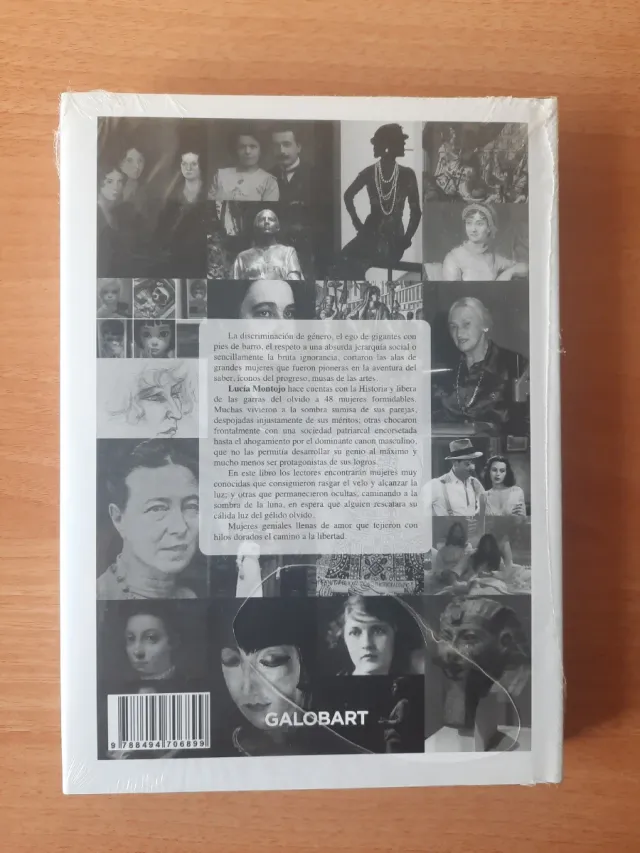 La discriminación de género, el ego de gigantes con
pies de barro, el respeto a una absurda jerarquía social o
sencillamente la bruta ignorancia, cortaron las alas de
grandes mujeres que fueron pioneras en la aventura del
saber, íconos del progreso, musas de las artes.
Lucía Montojo hace cuentas con la Historia y libera
de las garras del olvido a 48 mujeres formidables.
Muchas vivieron a la sombra sumisa de sus parejas,
despojadas injustamente de sus méritos; otras chocaron
frontalmente con una sociedad patriarcal encorsetada
hasta el ahogamiento por el dominante canon masculino,
que no las permitía desarrollar su genio al máximo y
mucho menos ser protagonistas de sus logros.
En este libro los lectores encontrarán mujeres muy
conocidas que consiguieron rasgar el velo y alcanzar la
luz; y otras que permanecieron ocultas, caminando a la
sombra de la luna, en espera que alguien rescatara su
cálida luz del gélido olvido.
Mujeres geniales llenas de amor que tejieron con
hilos dorados el camino a la libertad.
GALOBART
9 788494 706899